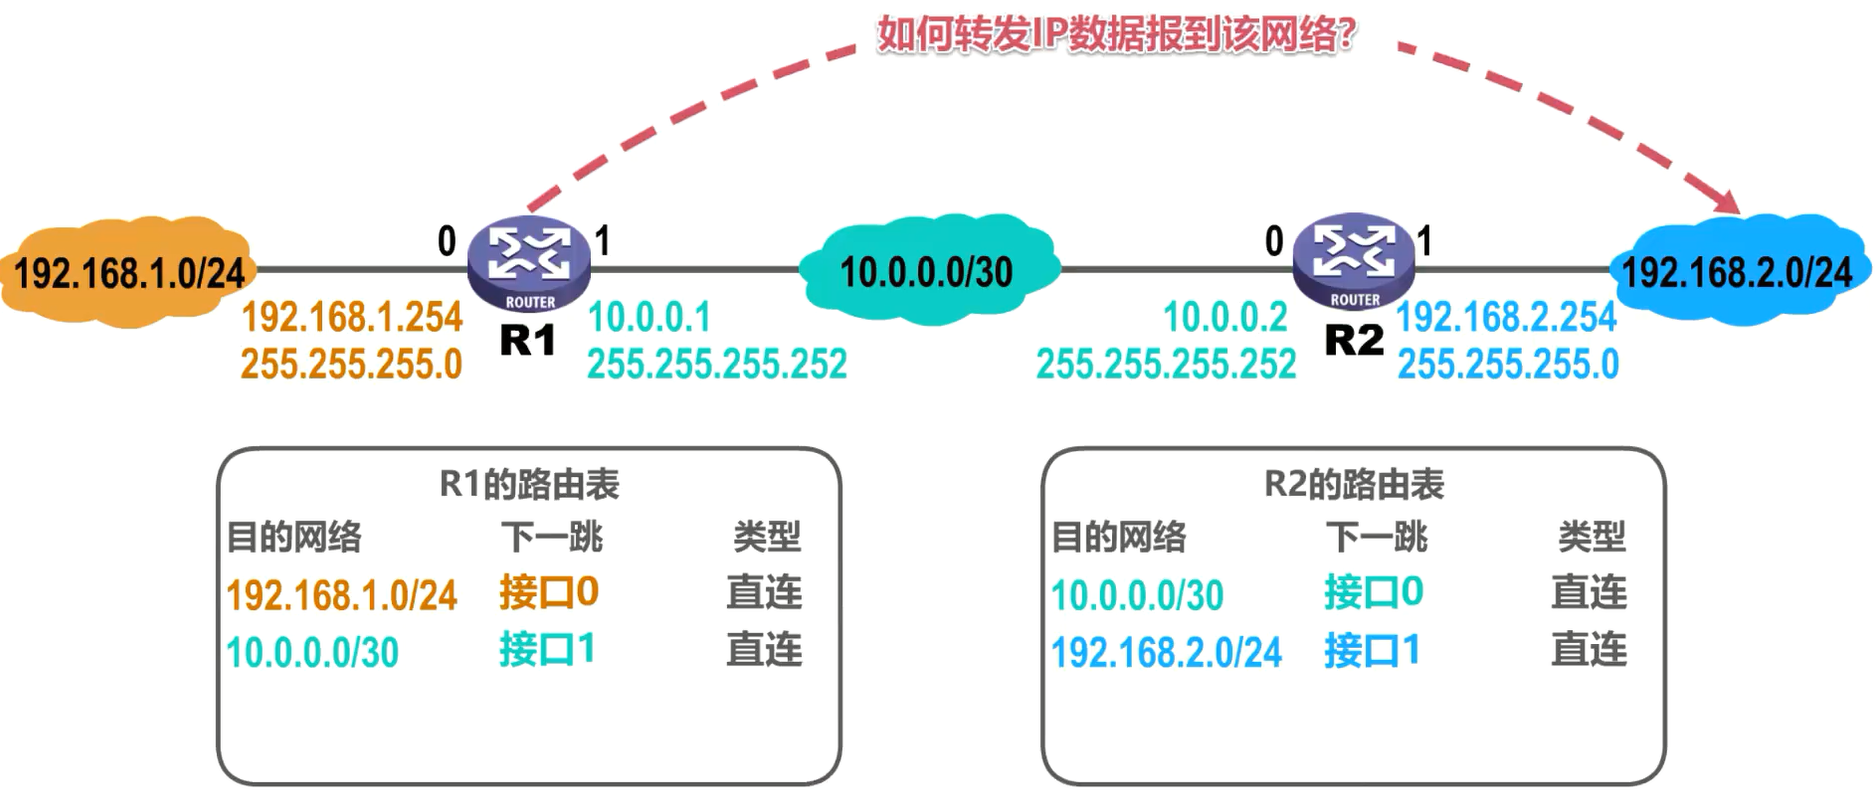 如何转发IP数据报到该网络?
0
1
0
1
192.168.1.0/24
10.0.0.0/30
192.168.2.0/24
ROUTER
ROUTER
192.168.1.254
255.255.255.0
R1
10.0.0.1
255.255.255.252
10.0.0.2
255.255.255.252
R2
192.168.2.254
255.255.255.0
R1的路由表
目的网络 下一跳 类型
192.168.1.0/24 接口0 直连
10.0.0.0/30 接口1 直连
R2的路由表
目的网络 下一跳 类型
10.0.0.0/30 接口0 直连
192.168.2.0/24 接口1 直连